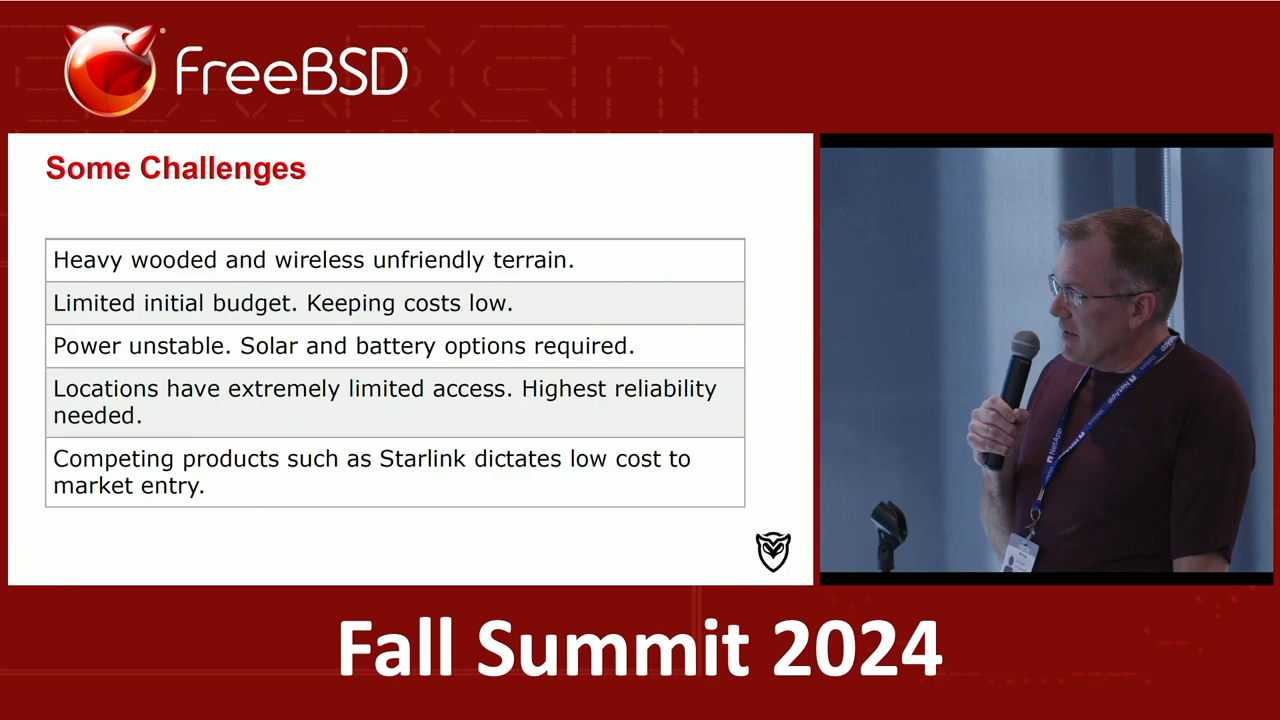 FreeBSD®
Some Challenges
Heavy wooded and wireless unfriendly terrain.
Limited initial budget. Keeping costs low.
Power unstable. Solar and battery options required.
Locations have extremely limited access. Highest reliability
needed.
Competing products such as Starlink dictates low cost to
market entry.
NetApp
NetApp
Fall Summit 2024